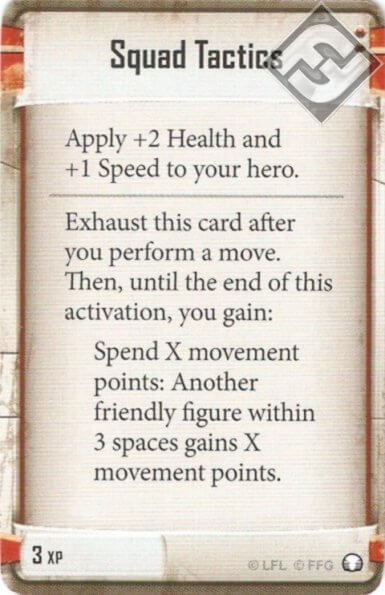 Squad Tactics
Apply +2 Health and
+1 Speed to your hero.
Exhaust this card after
you perform a move.
Then, until the end of this
activation, you gain:
Spend X movement
points: Another
friendly figure within
3 spaces gains X
movement points.
3 XP
© LFL © FFG